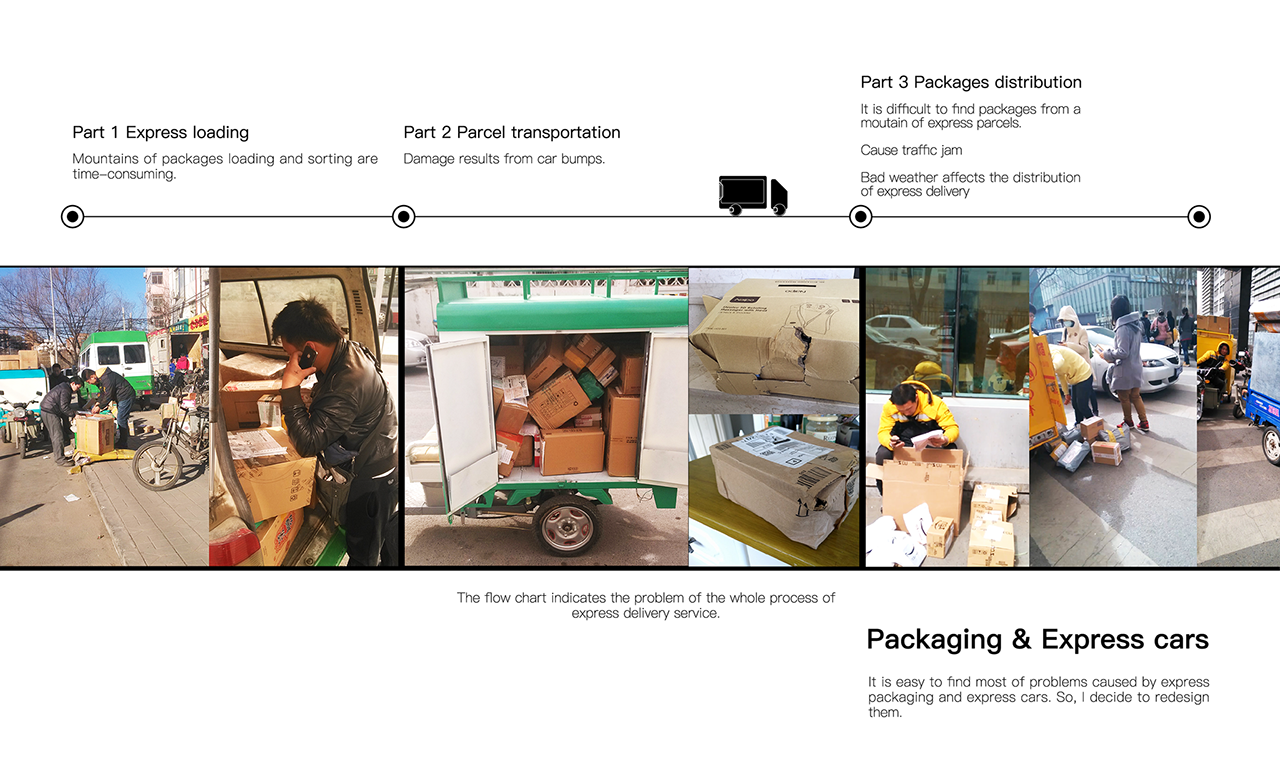 Part 1 Express loading
Mountains of packages loading and sorting are
time-consuming.
Part 2 Parcel transportation
Damage results from car bumps.
Part 3 Packages distribution
It is difficult to find packages from a
moutain of express parcels.
Cause traffic jam
Bad weather affects the distribution
of express delivery
The flow chart indicates the problem of the whole process of
express delivery service.
Packaging & Express cars
It is easy to find most of problems caused by express
packaging and express cars. So, I decide to redesign
them.